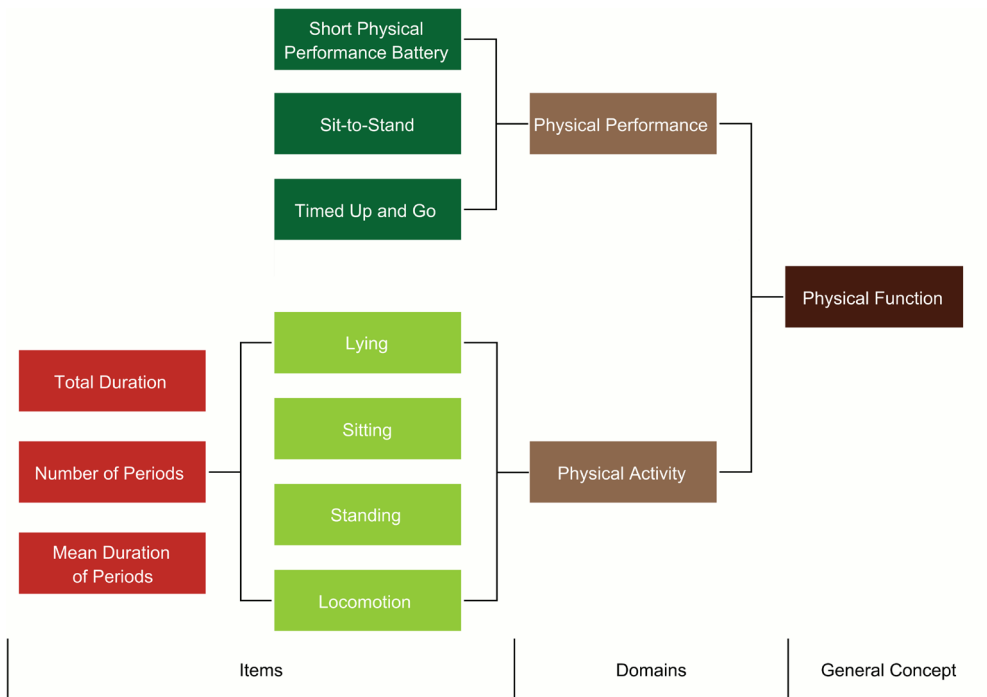 Short Physical
Performance Battery
Sit-to-Stand
Physical Performance
Timed Up and Go
Physical Function
Lying
Total Duration
Sitting
Number of Periods
Physical Activity
Standing
Mean Duration
of Periods
Locomotion
Items
Domains
General Concept